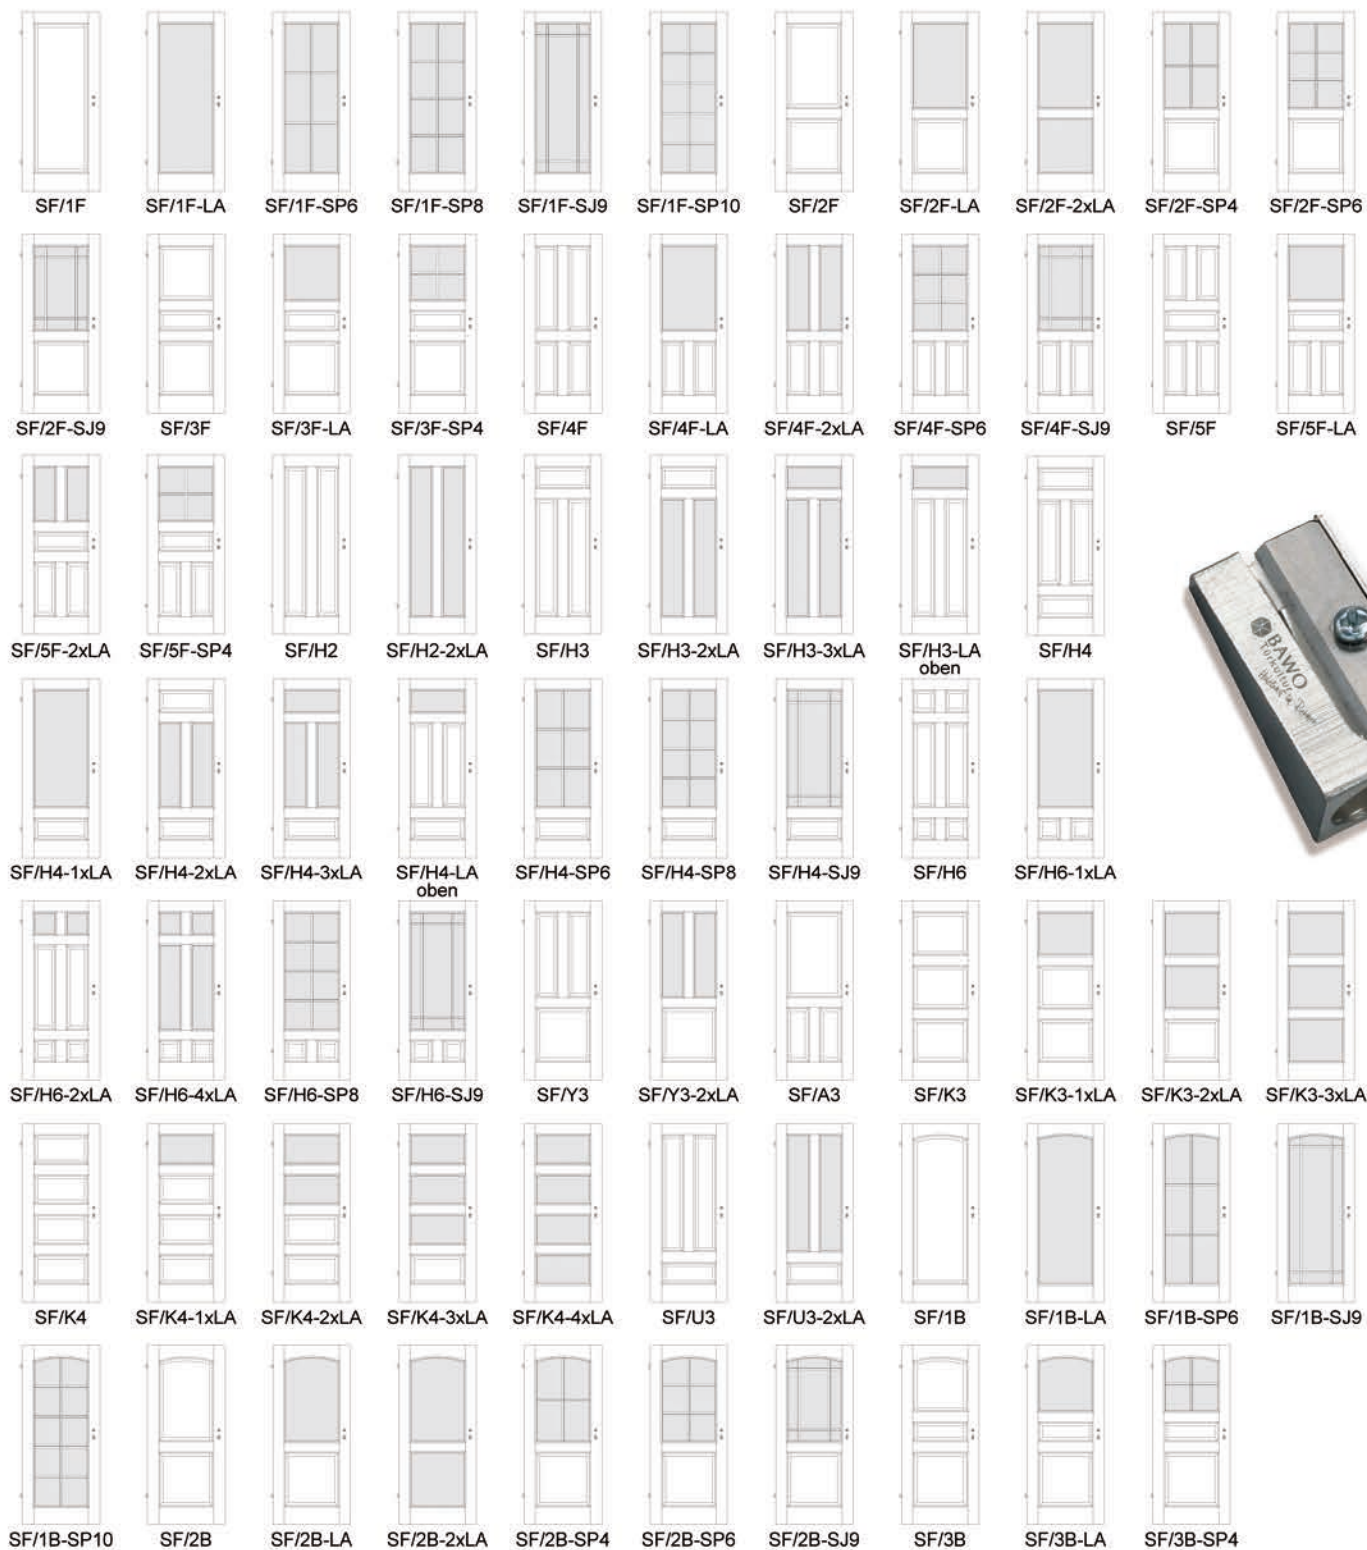 SF/1F SF/1F-LA SF/1F-SP6 SF/1F-SP8 SF/1F-SJ9 SF/1F-SP10 SF/2F SF/2F-LA SF/2F-2xLA SF/2F-SP4 SF/2F-SP6
SF/2F-SJ9 SF/3F SF/3F-LA SF/3F-SP4 SF/4F SF/4F-LA SF/4F-2xLA SF/4F-SP6 SF/4F-SJ9 SF/5F SF/5F-LA
SF/5F-2xLA SF/5F-SP4 SF/H2 SF/H2-2xLA SF/H3 SF/H3-2xLA SF/H3-3xLA SF/H3-LA SF/H4
oben
BAWO
Türkultur
SF/H4-1xLA SF/H4-2xLA SF/H4-3xLA SF/H4-LA SF/H4-SP6 SF/H4-SP8 SF/H4-SJ9 SF/H6 SF/H6-1xLA
oben
SF/H6-2xLA SF/H6-4xLA SF/H6-SP8 SF/H6-SJ9 SF/Y3 SF/Y3-2xLA SF/A3 SF/K3 SF/K3-1xLA SF/K3-2xLA SF/K3-3xLA
SF/K4 SF/K4-1xLA SF/K4-2xLA SF/K4-3xLA SF/K4-4xLA SF/U3 SF/U3-2xLA SF/1B SF/1B-LA SF/1B-SP6 SF/1B-SJ9
SF/1B-SP10 SF/2B SF/2B-LA SF/2B-2xLA SF/2B-SP4 SF/2B-SP6 SF/2B-SJ9 SF/3B SF/3B-LA SF/3B-SP4